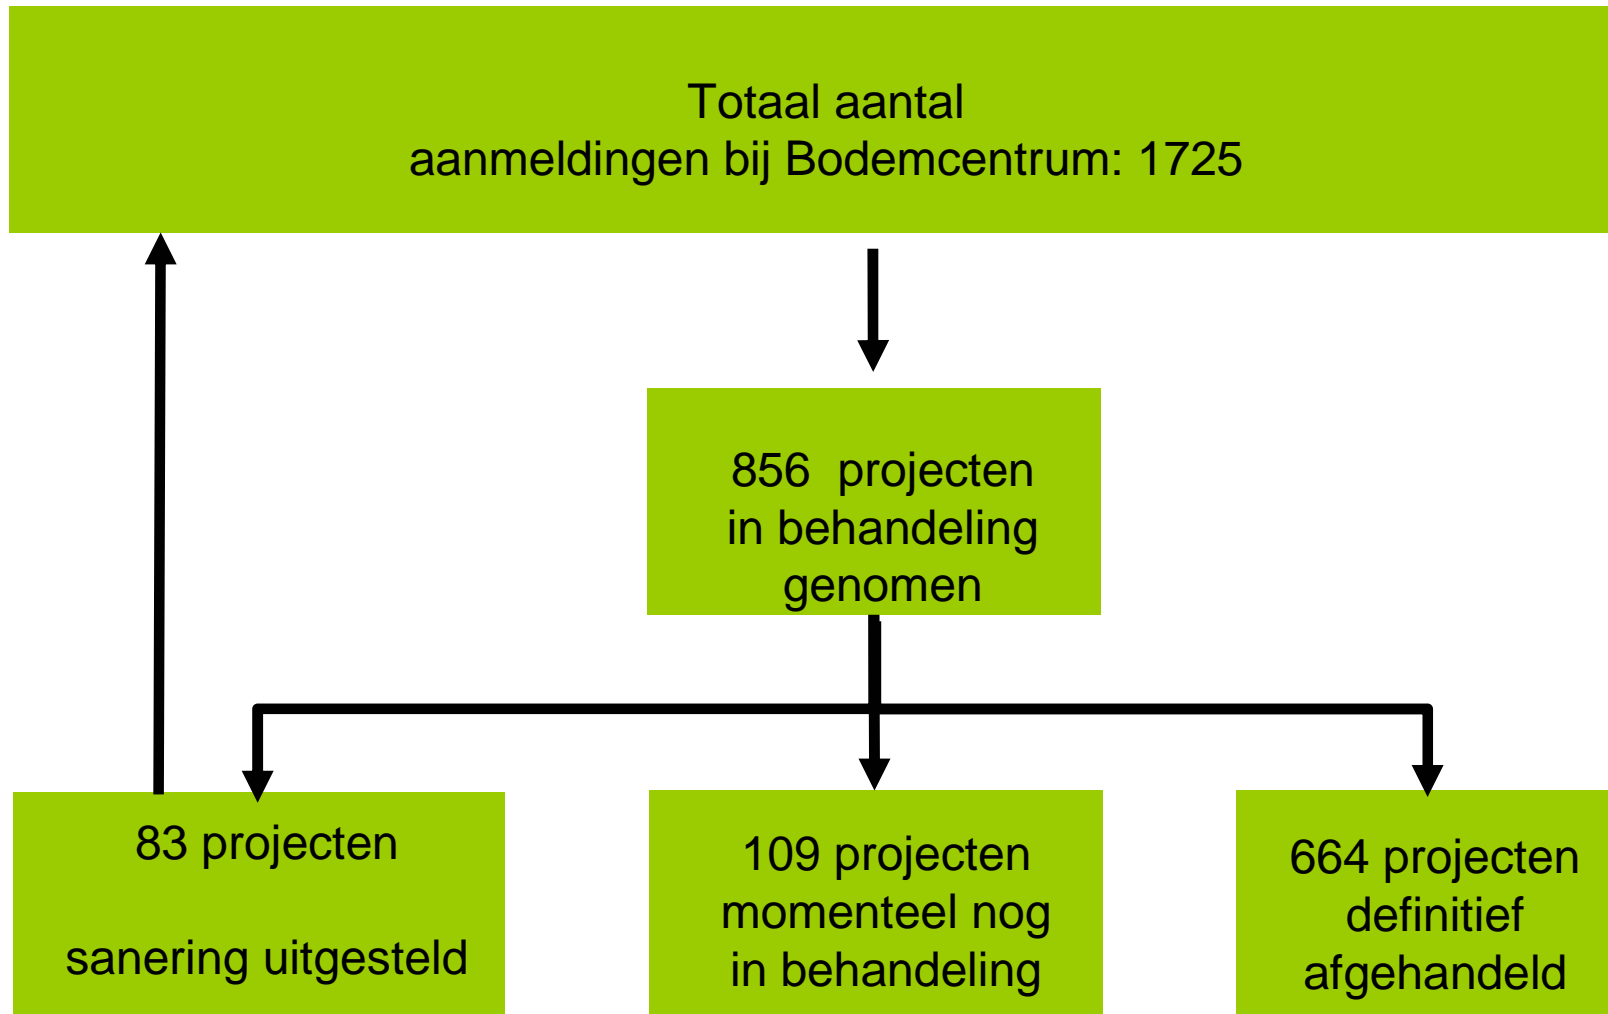 Totaal aantal
aanmeldingen bij Bodemcentrum: 1725
856 projecten
in behandeling
genomen
83 projecten
sanering uitgesteld
109 projecten
momenteel nog
in behandeling
664 projecten
definitief
afgehandeld